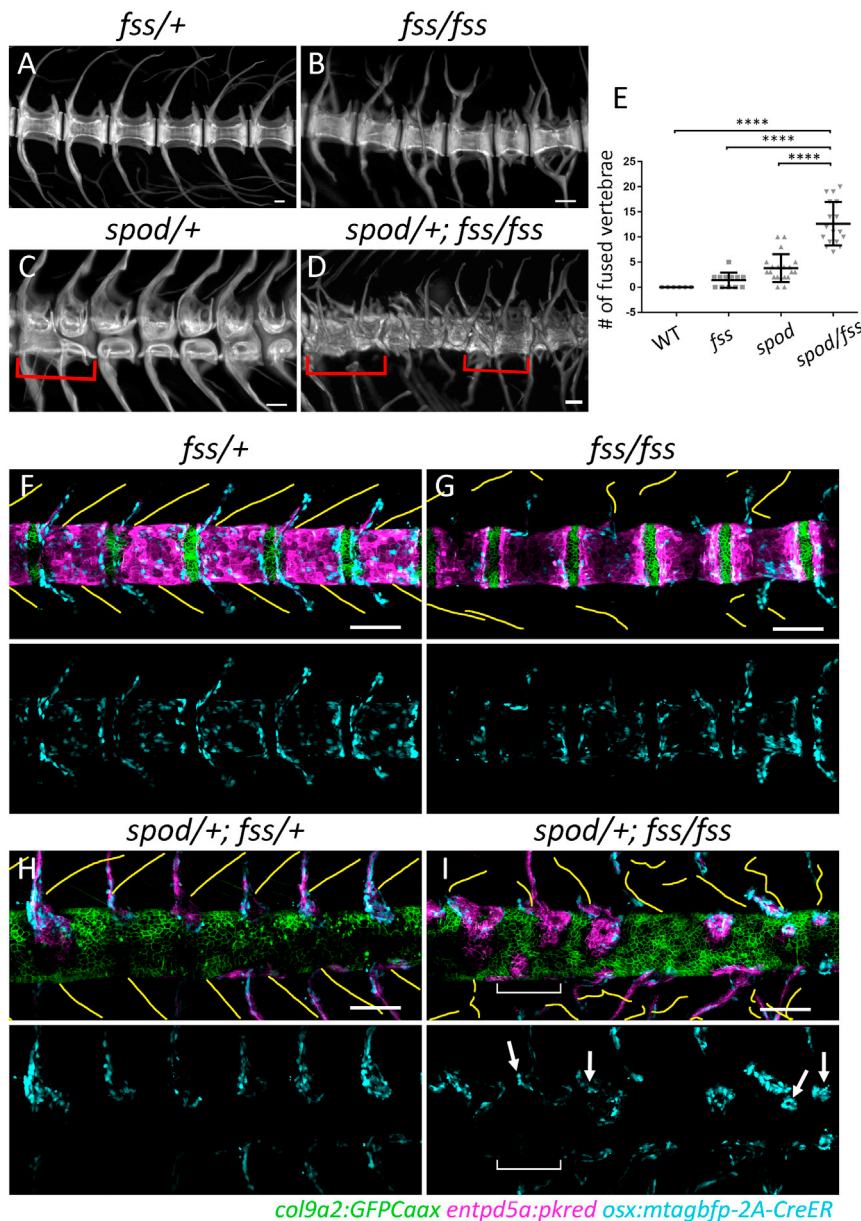 fss/+
fss/fss
A
B
E
****
****
****
25
20
15
10
5
0
-5
# of fused vertebrae
WT
fss
spod
spod/fss
spod/+
spod/+; fss/fss
C
D
fss/+
fss/fss
F
G
spod/+; fss/+
spod/+; fss/fss
H
I
col9a2:GFPCaax entpd5a:pkred osx:mtagbfp-2A-CreER